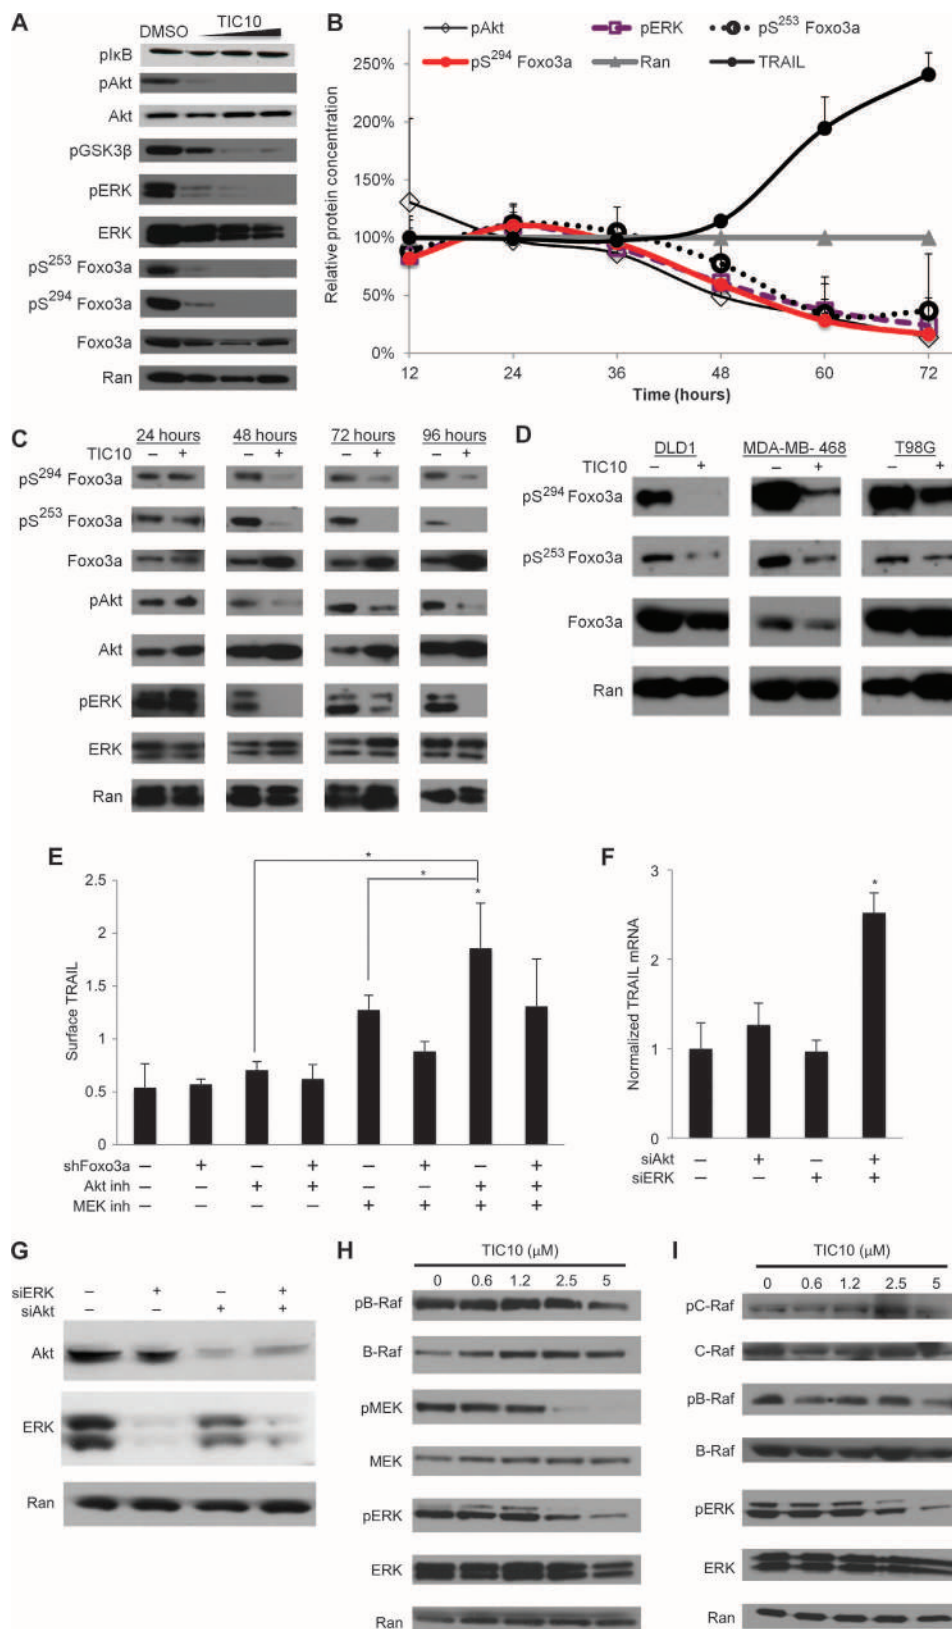 A
DMSO TIC10
pIκB
pAkt
Akt
pGSK3β
pERK
ERK
pS253 Foxo3a
pS294 Foxo3a
Foxo3a
Ran
B
pAkt pERK pS253 Foxo3a
pS294 Foxo3a Ran TRAIL
Relative protein concentration
250%
200%
150%
100%
50%
0%
12 24 36 48 60 72
Time (hours)
C
24 hours 48 hours 72 hours 96 hours
TIC10 – + – + – + – +
pS294 Foxo3a
pS253 Foxo3a
Foxo3a
pAkt
Akt
pERK
ERK
Ran
D
DLD1 MDA-MB- 468 T98G
TIC10 – + – + – +
pS294 Foxo3a
pS253 Foxo3a
Foxo3a
Ran
E
Surface TRAIL
2.5
2
1.5
1
0.5
0
*
*
*
shFoxo3a – + – + – + – +
Akt inh – – + + – – + +
MEK inh – – – – + + + +
F
Normalized TRAIL mRNA
3
2
1
0
*
siAkt – + – +
siERK – – + +
G
siERK – + – +
siAkt – – + +
Akt
ERK
Ran
H
TIC10 (μM)
0 0.6 1.2 2.5 5
pB-Raf
B-Raf
pMEK
MEK
pERK
ERK
Ran
I
TIC10 (μM)
0 0.6 1.2 2.5 5
pC-Raf
C-Raf
pB-Raf
B-Raf
pERK
ERK
Ran